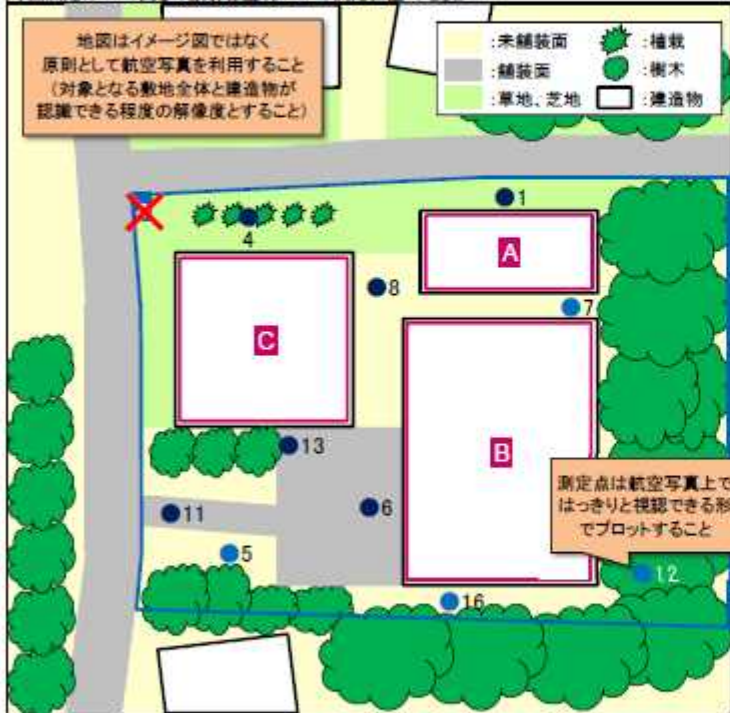 地図はイメージ図ではなく
原則として航空写真を利用すること
(対象となる敷地全体と建造物が
認識できる程度の解像度とすること)
:未舗装面
:植栽
:舗装面
:樹木
:草地、芝地
:建造物
1
4
A
8
7
C
13
B
測定点は航空写真上で
はっきりと視認できる形
でプロットすること
11
6
5
12
16